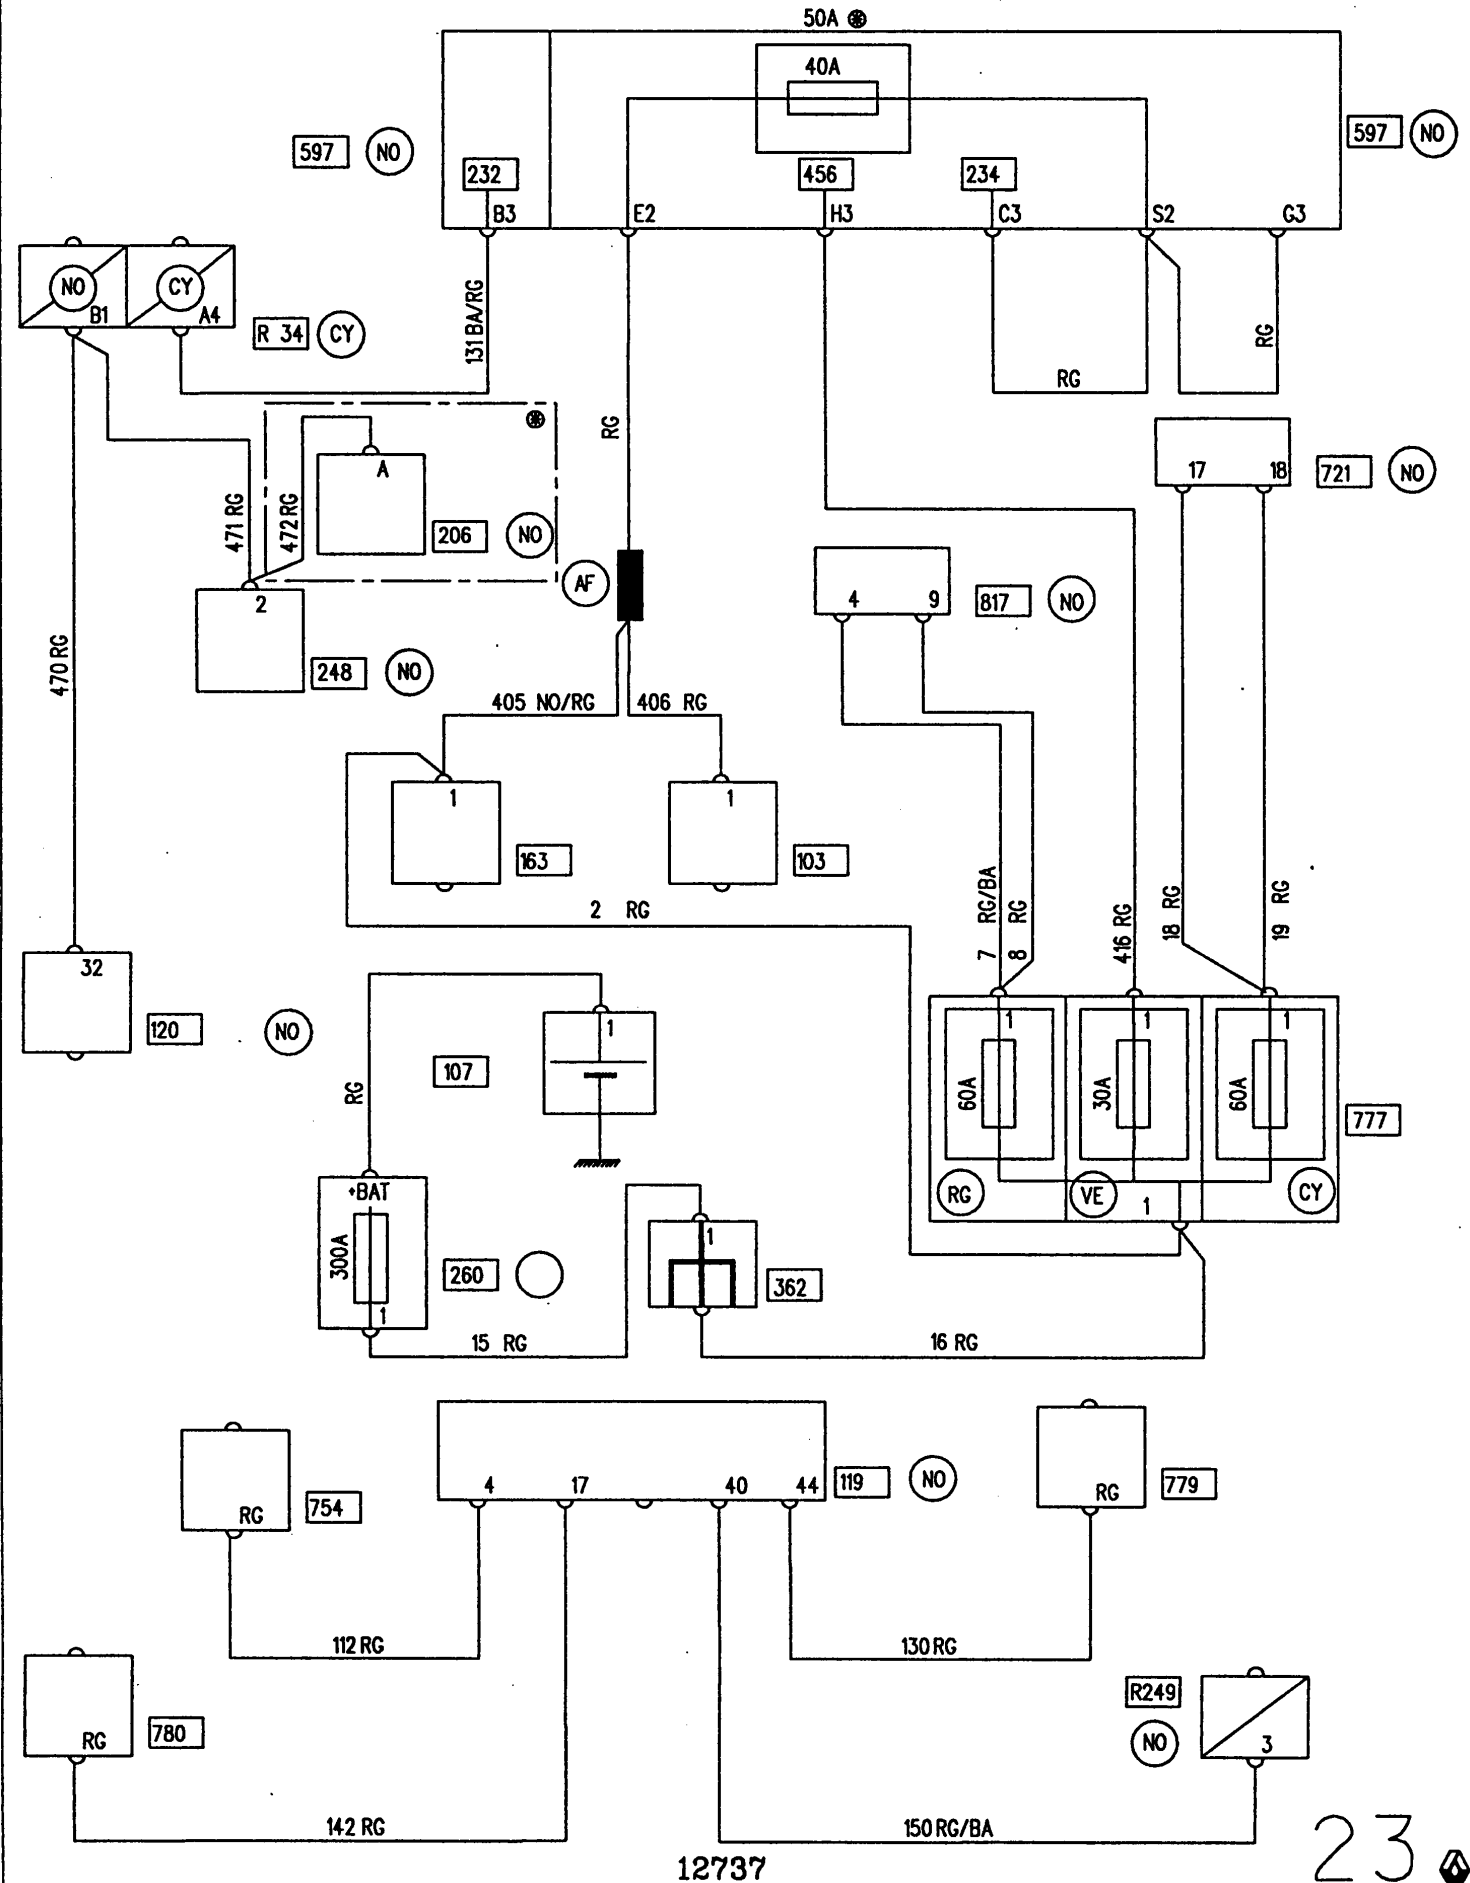 50A
40A
597 NO
597 NO
232
456
234
B3
E2
H3
C3
S2
G3
NO
B1
CY
A4
R 34 CY
131 BA/RG
RG
RG
RG
A
17
18
721 NO
471 RG
472 RG
206 NO
AF
2
4
9
817 NO
248 NO
470 RG
405 NO/RG
406 RG
1
1
163
103
7 RG/BA
8 RG
416 RG
18 RG
19 RG
2 RG
32
120 NO
1
107
RG
1
1
1
60A
30A
60A
777
+BAT
RG
VE
CY
1
300A
1
260
1
362
15 RG
16 RG
4
17
40
44
119 NO
RG
754
RG
779
112 RG
130 RG
R249
NO
3
RG
780
142 RG
150 RG/BA
12737
23